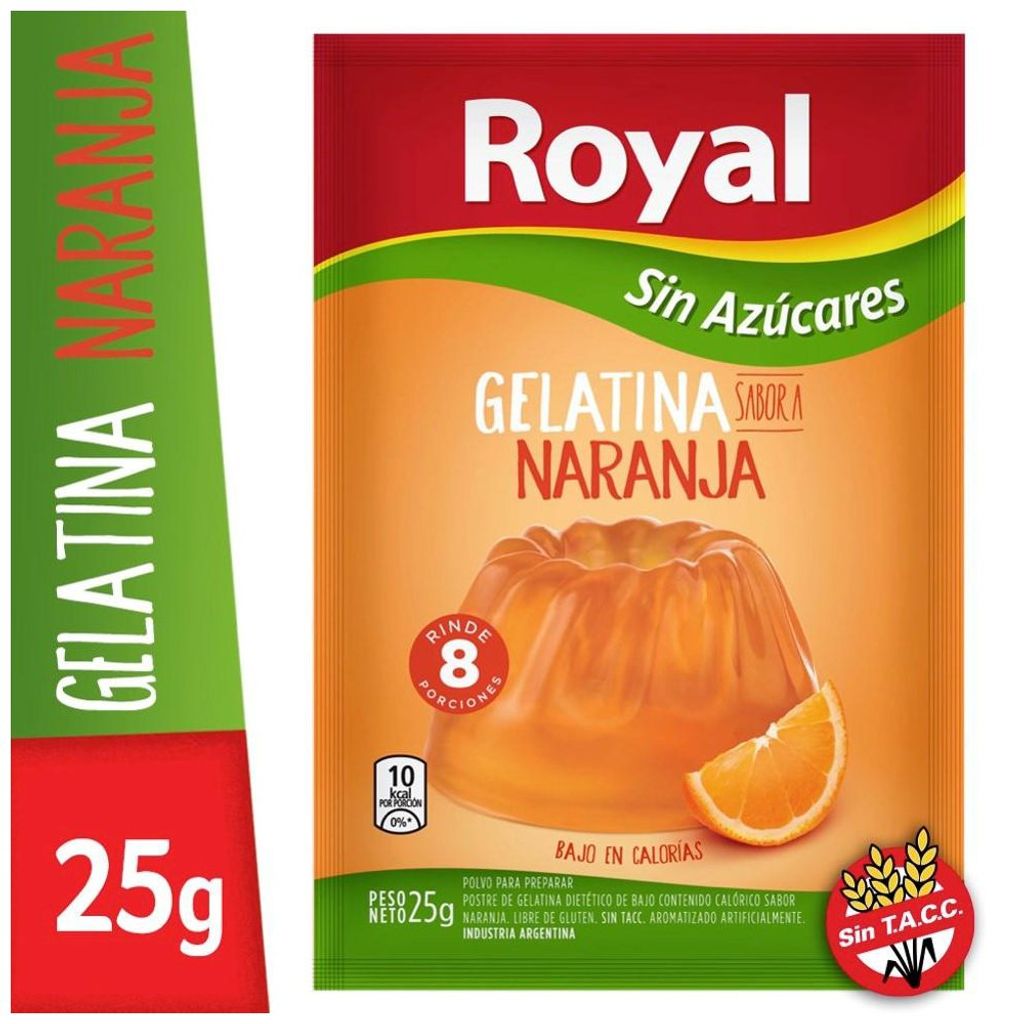 GELATINA NARANJA
25g
Royal
Sin Azúcares
GELATINA SABOR A
NARANJA
RINDE
8
PORCIONES
10
kcal
POR PORCIÓN
0%*
BAJO EN CALORÍAS
PESO
NETO 25g
POLVO PARA PREPARAR
POSTRE DE GELATINA DIETÉTICO DE BAJO CONTENIDO CALÓRICO SABOR
NARANJA. LIBRE DE GLUTEN. SIN TACC. AROMATIZADO ARTIFICIALMENTE.
INDUSTRIA ARGENTINA
Sin T.A.C.C.